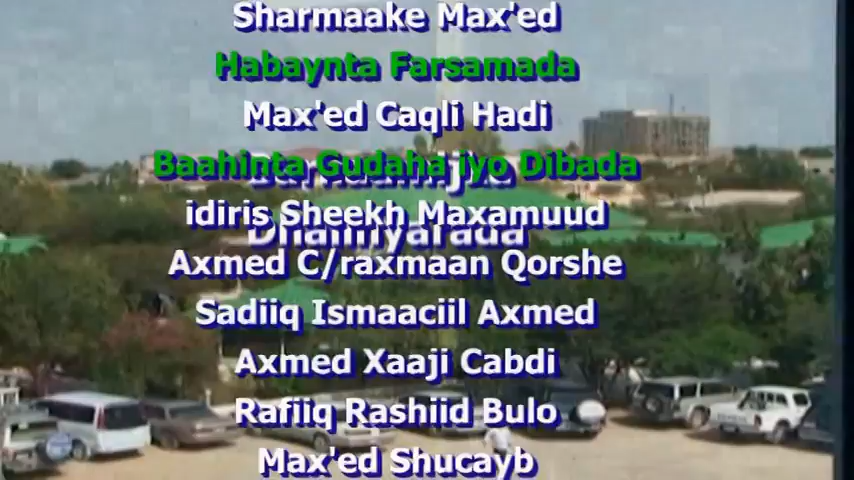 Sharmaake Max'ed
Habaynta Farsamada
Max'ed Caqli Hadi
Baahinta Gudaha iyo Dibada
idiris Sheekh Maxamuud
Dhalinyarada
Axmed C/raxmaan Qorshe
Sadiiq Ismaaciil Axmed
Axmed Xaaji Cabdi
Rafiiq Rashiid Bulo
Max'ed Shucayb